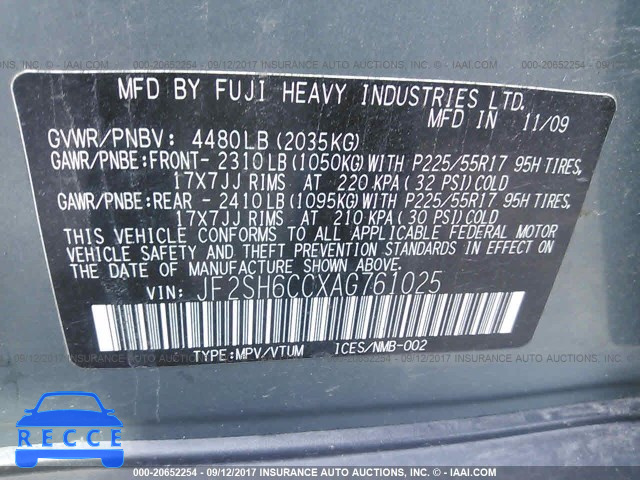 000-20652254 - 09/12/2017 INSURANCE AUTO AUCTIONS, © - IAAI.COM
MFD BY FUJI HEAVY INDUSTRIES LTD.
MFD IN 11/09
GVWR/PNBV: 4480LB(2035KG)
GAWR/PNBE:FRONT- 2310LB(1050KG)WITH P225/55R17 95H TIRES,
17X7JJ RIMS AT 220 KPA(32 PSI)COLD
GAWR/PNBE:REAR - 2410LB(1095KG)WITH P225/55R17 95H TIRES,
17X7JJ RIMS AT 210 KPA(30 PSI)COLD
THIS VEHICLE CONFORMS TO ALL APPLICABLE FEDERAL MOTOR
VEHICLE SAFETY AND THEFT PREVENTION STANDARDS IN EFFECT
ON THE DATE OF MANUFACTURE SHOWN ABOVE.
VIN: JF2SH6CCXAG761025
TYPE:MPV/VTUM ICES/NMB-002
RECCE
000-20652254 - 09/12/2017 INSURANCE AUTO AUCTIONS, © - IAAI.COM